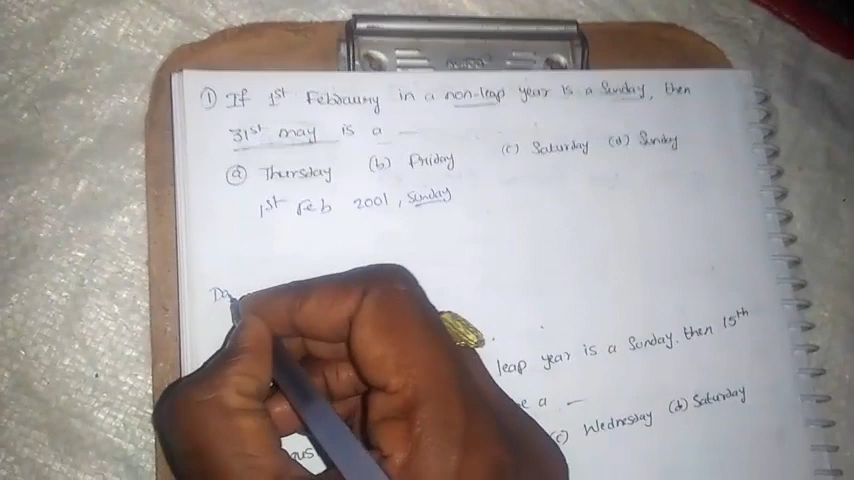 ① If 1st Febraury in a non-leap year is a Sunday, then
31st may is a —
ⓐ Thursday (b) Friday (c) Saturday (d) Sunday
1st Feb 2001, Sunday
Da
leap year is a Sunday. then 15th
a —
(c) Wednesday (d) Saturday